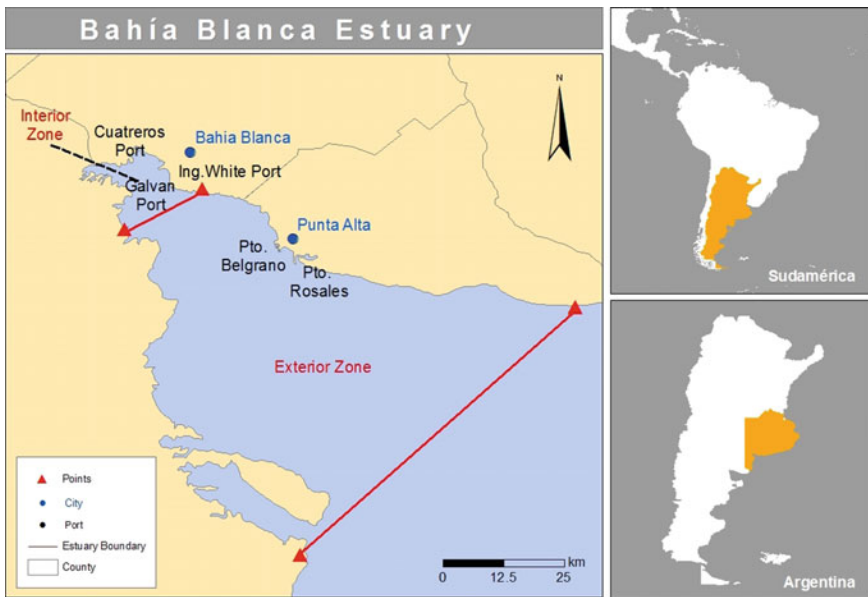 Bahía Blanca Estuary
N
Interior
Zone
Cuatreros
Port
Bahia Blanca
Ing.White Port
Galvan
Port
Punta Alta
Pto.
Belgrano
Pto.
Rosales
Exterior Zone
Points
City
Port
Estuary Boundary
County
km
0 12.5 25
Sudamérica
Argentina